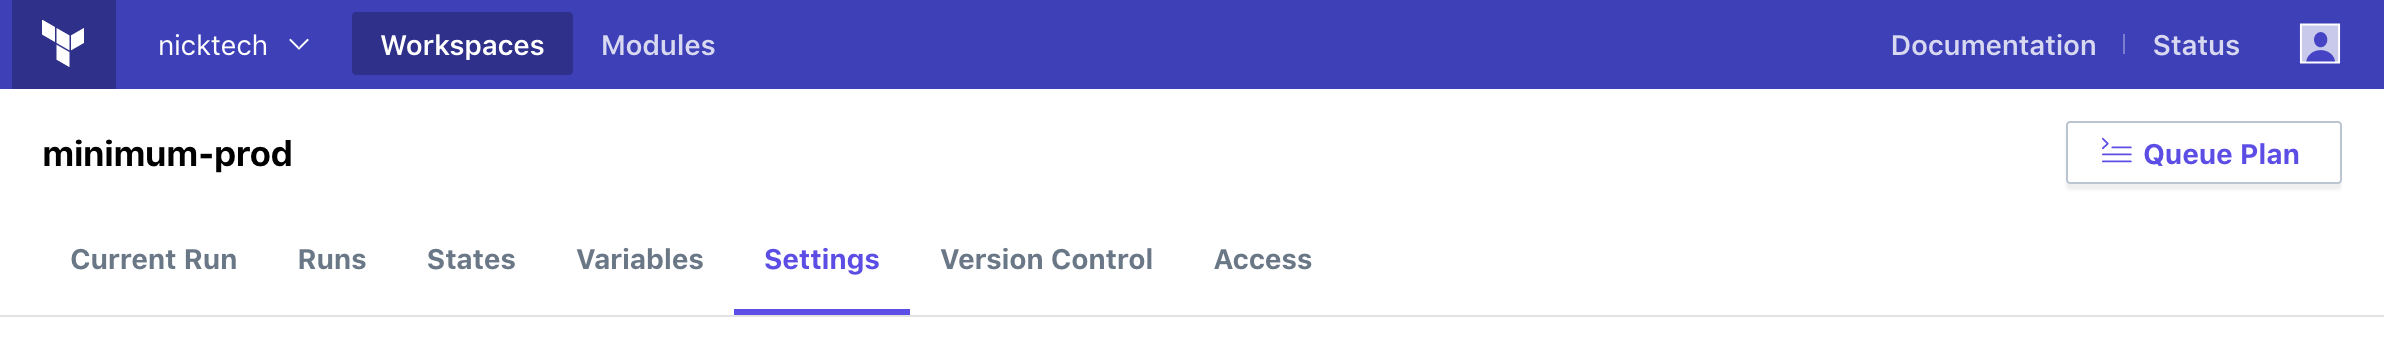 nicktech Workspaces Modules Documentation Status
minimum-prod Queue Plan
Current Run Runs States Variables Settings Version Control Access